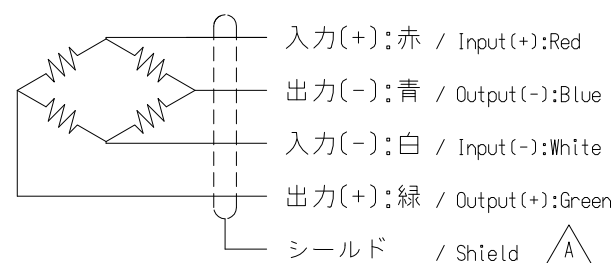 入力(+):赤 / Input(+):Red
出力(-):青 / Output(-):Blue
入力(-):白 / Input(-):White
出力(+):緑 / Output(+):Green
シールド / Shield A